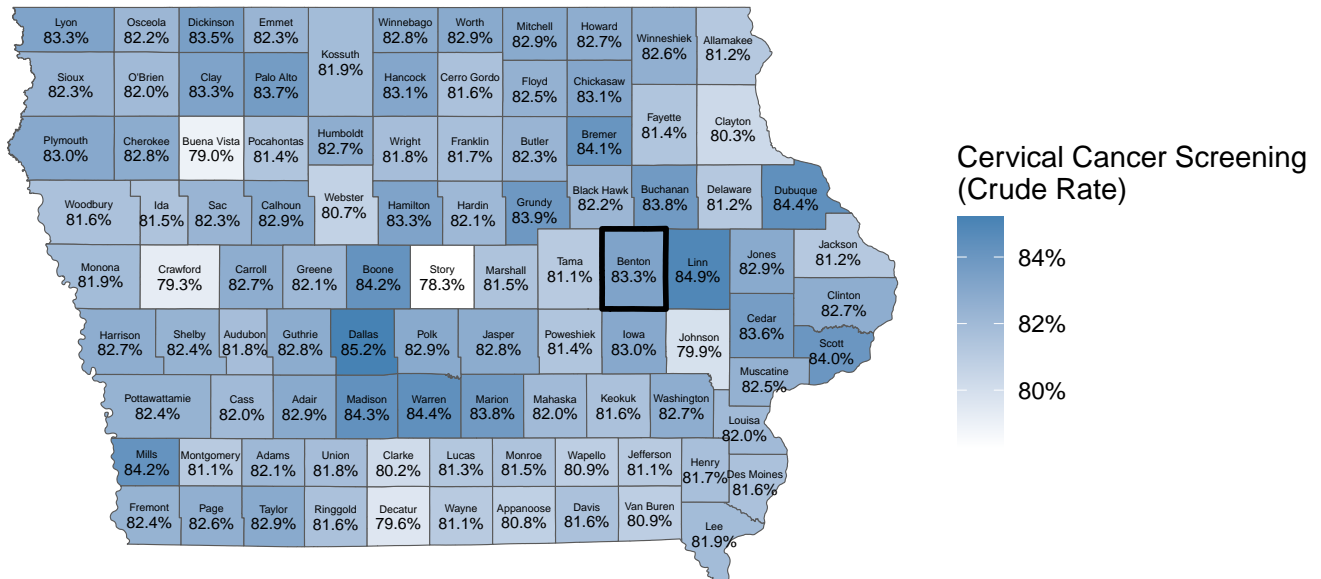 Lyon
83.3%
Osceola
82.2%
Dickinson
83.5%
Emmet
82.3%
Kossuth
81.9%
Winnebago
82.8%
Worth
82.9%
Mitchell
82.9%
Howard
82.7%
Winneshiek
82.6%
Allamakee
81.2%
Sioux
82.3%
O'Brien
82.0%
Clay
83.3%
Palo Alto
83.7%
Hancock
83.1%
Cerro Gordo
81.6%
Floyd
82.5%
Chickasaw
83.1%
Plymouth
83.0%
Cherokee
82.8%
Buena Vista
79.0%
Pocahontas
81.4%
Humboldt
82.7%
Wright
81.8%
Franklin
81.7%
Butler
82.3%
Bremer
84.1%
Fayette
81.4%
Clayton
80.3%
Woodbury
81.6%
Ida
81.5%
Sac
82.3%
Calhoun
82.9%
Webster
80.7%
Hamilton
83.3%
Hardin
82.1%
Grundy
83.9%
Black Hawk
82.2%
Buchanan
83.8%
Delaware
81.2%
Dubuque
84.4%
Monona
81.9%
Crawford
79.3%
Carroll
82.7%
Greene
82.1%
Boone
84.2%
Story
78.3%
Marshall
81.5%
Tama
81.1%
Benton
83.3%
Linn
84.9%
Jones
82.9%
Jackson
81.2%
Clinton
82.7%
Harrison
82.7%
Shelby
82.4%
Audubon
81.8%
Guthrie
82.8%
Dallas
85.2%
Polk
82.9%
Jasper
82.8%
Poweshiek
81.4%
Iowa
83.0%
Johnson
79.9%
Cedar
83.6%
Scott
84.0%
Muscatine
82.5%
Pottawattamie
82.4%
Cass
82.0%
Adair
82.9%
Madison
84.3%
Warren
84.4%
Marion
83.8%
Mahaska
82.0%
Keokuk
81.6%
Washington
82.7%
Louisa
82.0%
Mills
84.2%
Montgomery
81.1%
Adams
82.1%
Union
81.8%
Clarke
80.2%
Lucas
81.3%
Monroe
81.5%
Wapello
80.9%
Jefferson
81.1%
Henry
81.7%
Des Moines
81.6%
Fremont
82.4%
Page
82.6%
Taylor
82.9%
Ringgold
81.6%
Decatur
79.6%
Wayne
81.1%
Appanoose
80.8%
Davis
81.6%
Van Buren
80.9%
Lee
81.9%
Cervical Cancer Screening
(Crude Rate)
84%
82%
80%